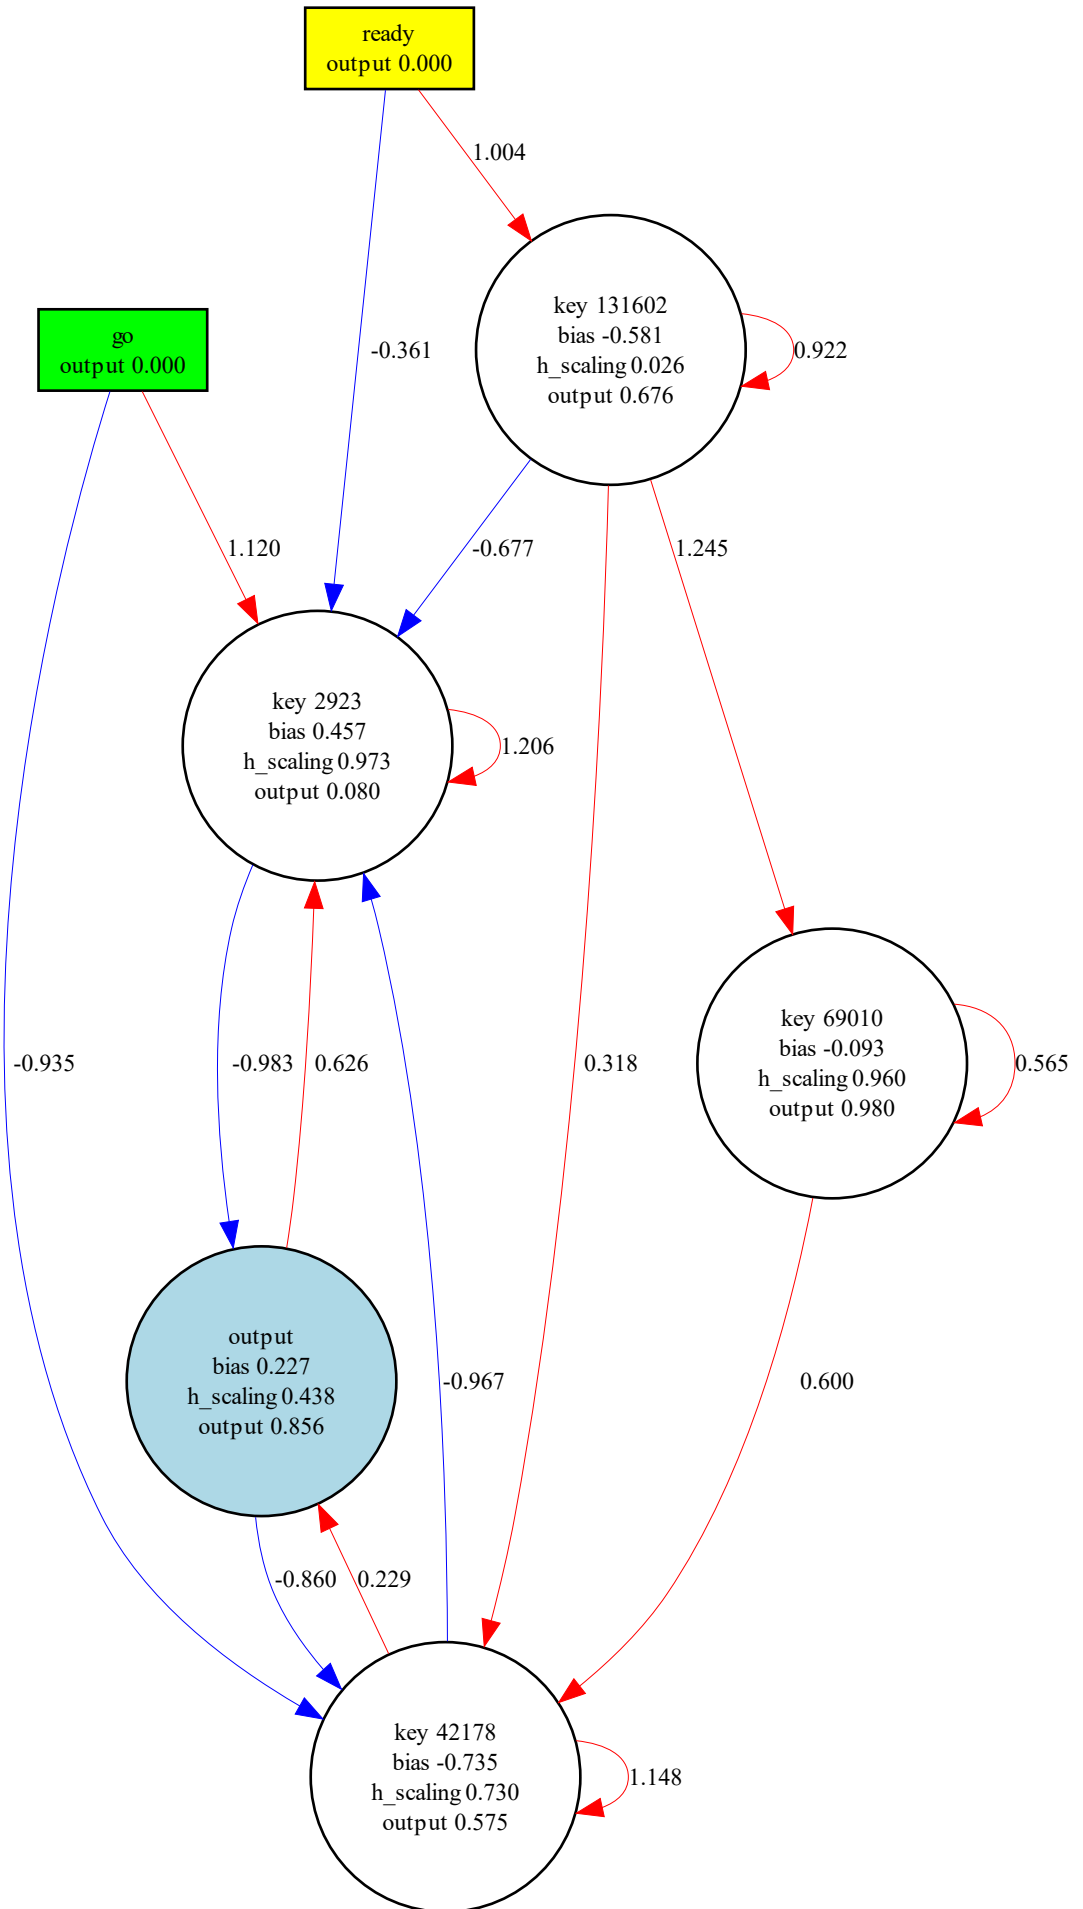 ready
output 0.000
1.004
key 131602
bias -0.581
h_scaling 0.026
output 0.676
0.922
-0.361
go
output 0.000
1.120
-0.677
1.245
key 2923
bias 0.457
h_scaling 0.973
output 0.080
1.206
key 69010
bias -0.093
h_scaling 0.960
output 0.980
0.565
-0.935
-0.983
0.626
0.318
output
bias 0.227
h_scaling 0.438
output 0.856
-0.967
0.600
-0.860
0.229
key 42178
bias -0.735
h_scaling 0.730
output 0.575
1.148